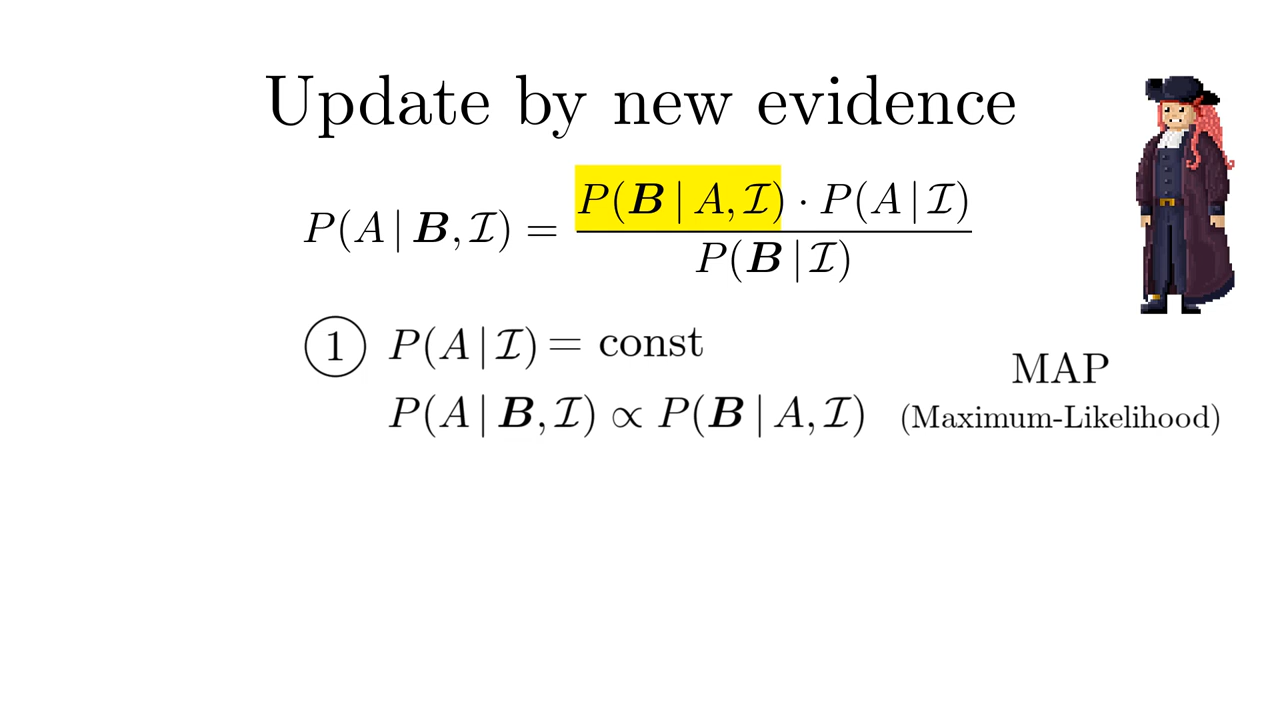 Update by new evidence
P(A | B, I) = P(B | A, I) · P(A | I) / P(B | I)
① P(A | I) = const
P(A | B, I) ∝ P(B | A, I)
MAP
(Maximum-Likelihood)